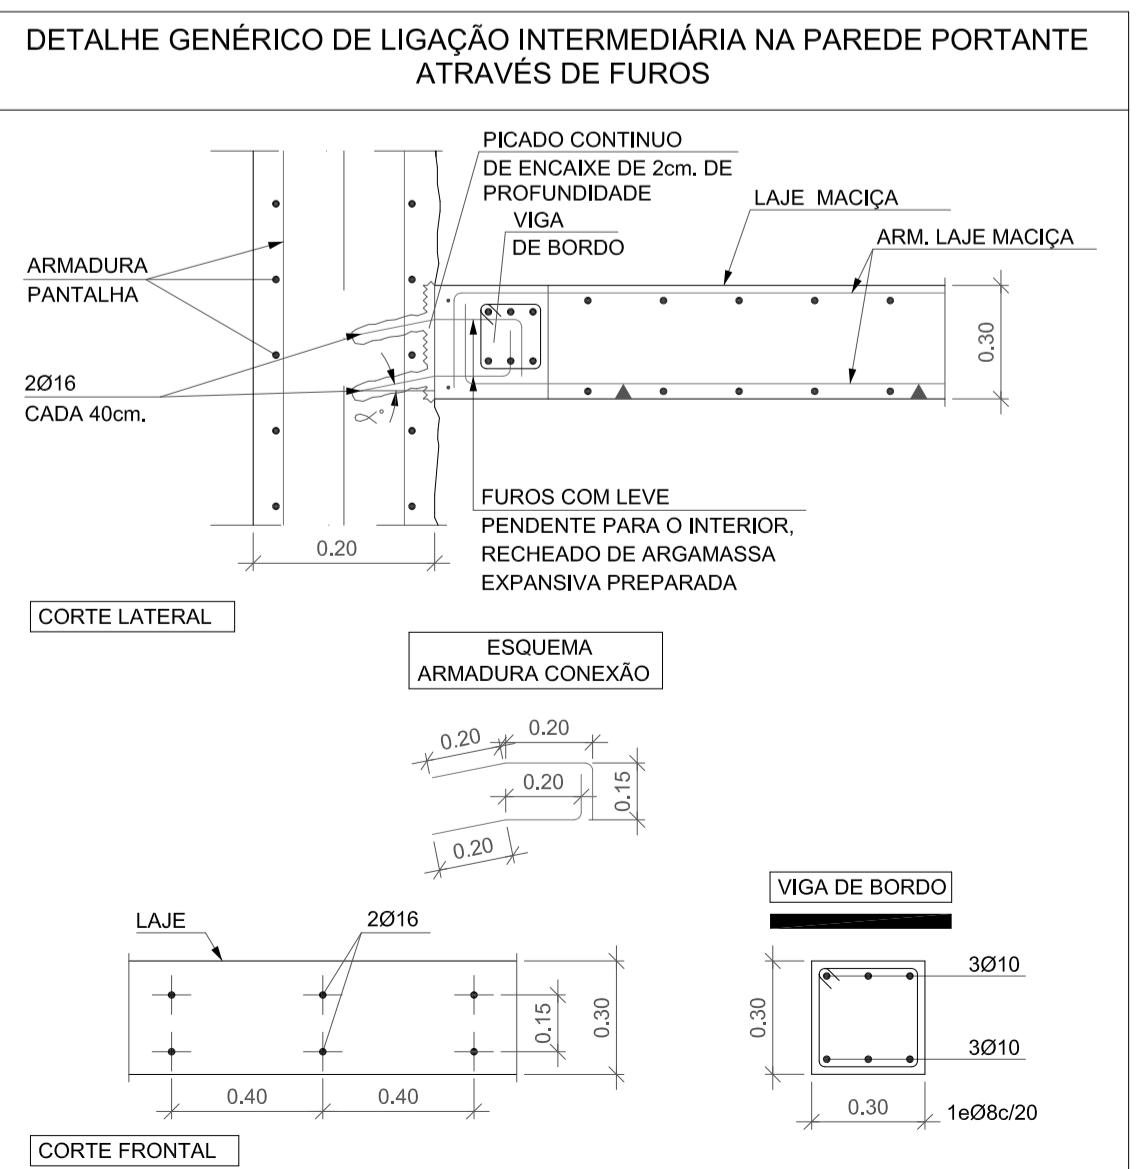 DETALHE GENÉRICO DE LIGAÇÃO INTERMEDIÁRIA NA PAREDE PORTANTE
ATRAVÉS DE FUROS
PICADO CONTINUO
DE ENCAIXE DE 2cm. DE
PROFUNDIDADE
VIGA
DE BORDO
LAJE MACIÇA
ARM. LAJE MACIÇA
ARMADURA
PANTALHA
2Ø16
CADA 40cm.
α°
0.30
FUROS COM LEVE
PENDENTE PARA O INTERIOR,
RECHEADO DE ARGAMASSA
EXPANSIVA PREPARADA
0.20
CORTE LATERAL
ESQUEMA
ARMADURA CONEXÃO
0.20
0.20
0.20
0.15
0.20
VIGA DE BORDO
LAJE
2Ø16
0.15
0.30
0.40
0.40
CORTE FRONTAL
3Ø10
0.30
3Ø10
0.30
1eØ8c/20